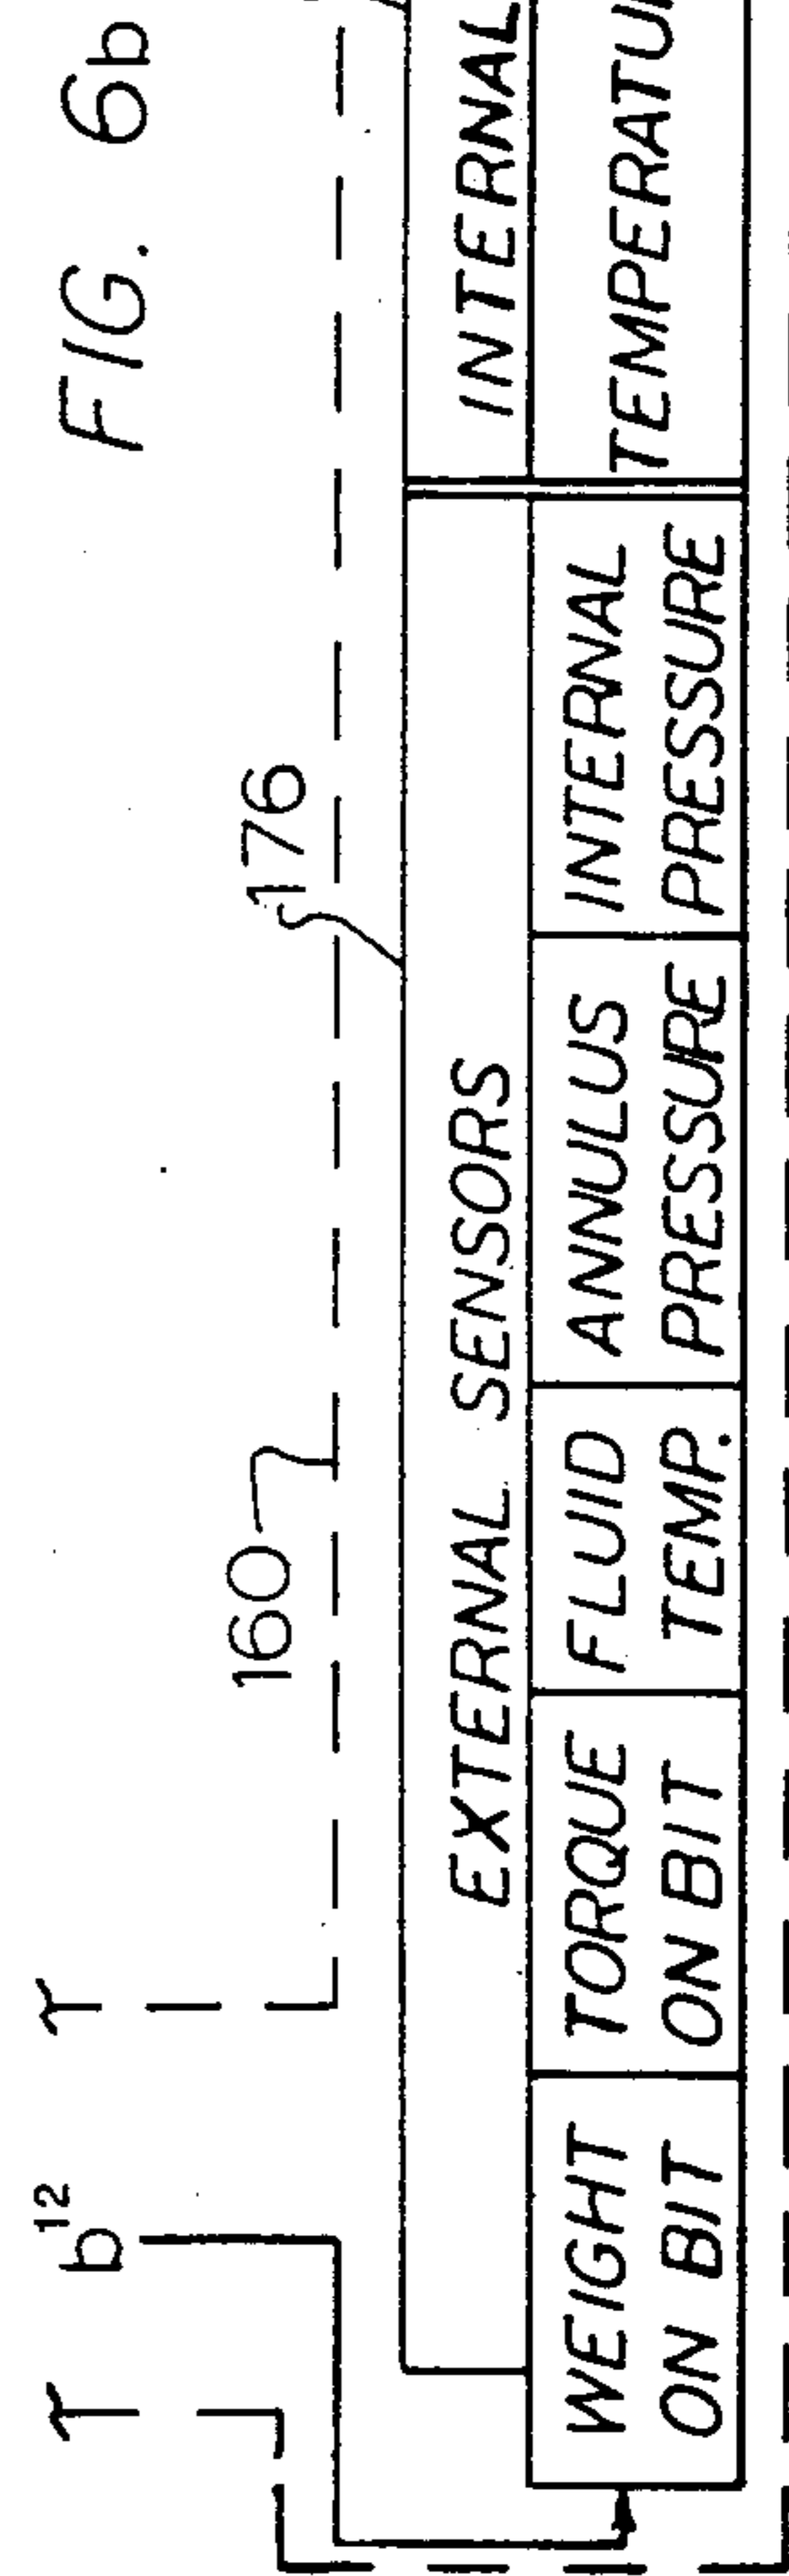 FIG. 6b
b12
160
176
EXTERNAL SENSORS
INTERNAL
WEIGHT
ON BIT
TORQUE
ON BIT
FLUID
TEMP.
ANNULUS
PRESSURE
INTERNAL
PRESSURE